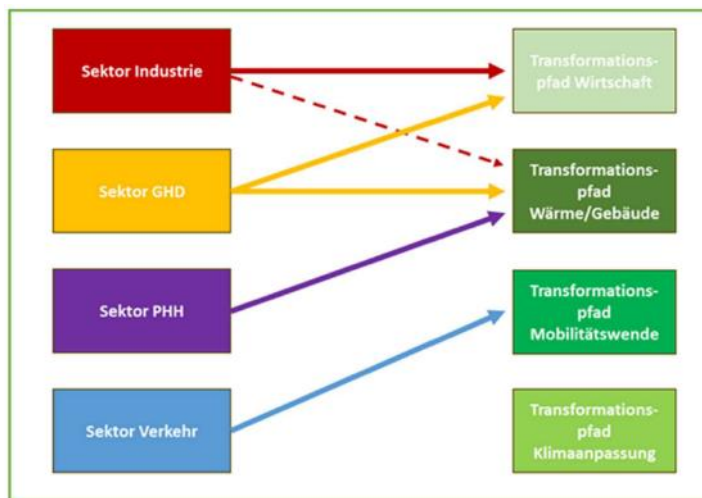 Sektor Industrie
Transformations-
pfad Wirtschaft
Sektor GHD
Transformations-
pfad
Wärme/Gebäude
Sektor PHH
Transformations-
pfad
Mobilitätswende
Sektor Verkehr
Transformations-
pfad
Klimaanpassung